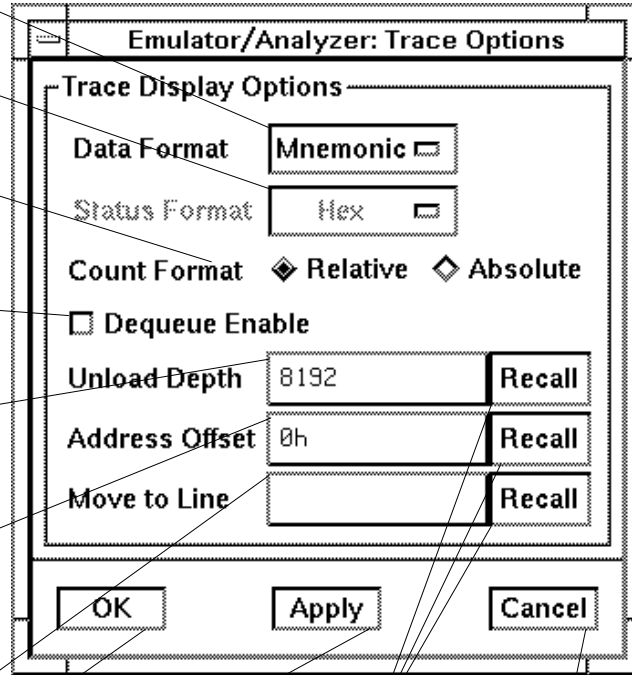 Emulator/Analyzer: Trace Options
Trace Display Options
Data Format Mnemonic
Status Format Hex
Count Format Relative Absolute
Dequeue Enable
Unload Depth 8192 Recall
Address Offset 0h Recall
Move to Line Recall
OK Apply Cancel